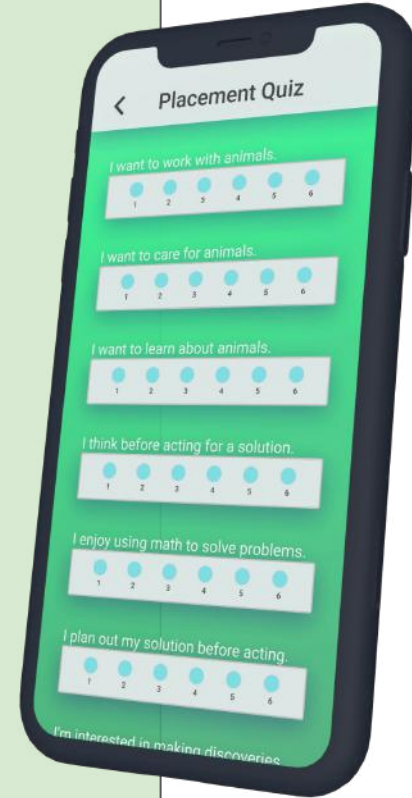 Placement Quiz
I want to work with animals.
1 2 3 4 5 6
I want to care for animals.
1 2 3 4 5 6
I want to learn about animals.
1 2 3 4 5 6
I think before acting for a solution.
1 2 3 4 5 6
I enjoy using math to solve problems.
1 2 3 4 5 6
I plan out my solution before acting.
1 2 3 4 5 6
I'm interested in making discoveries